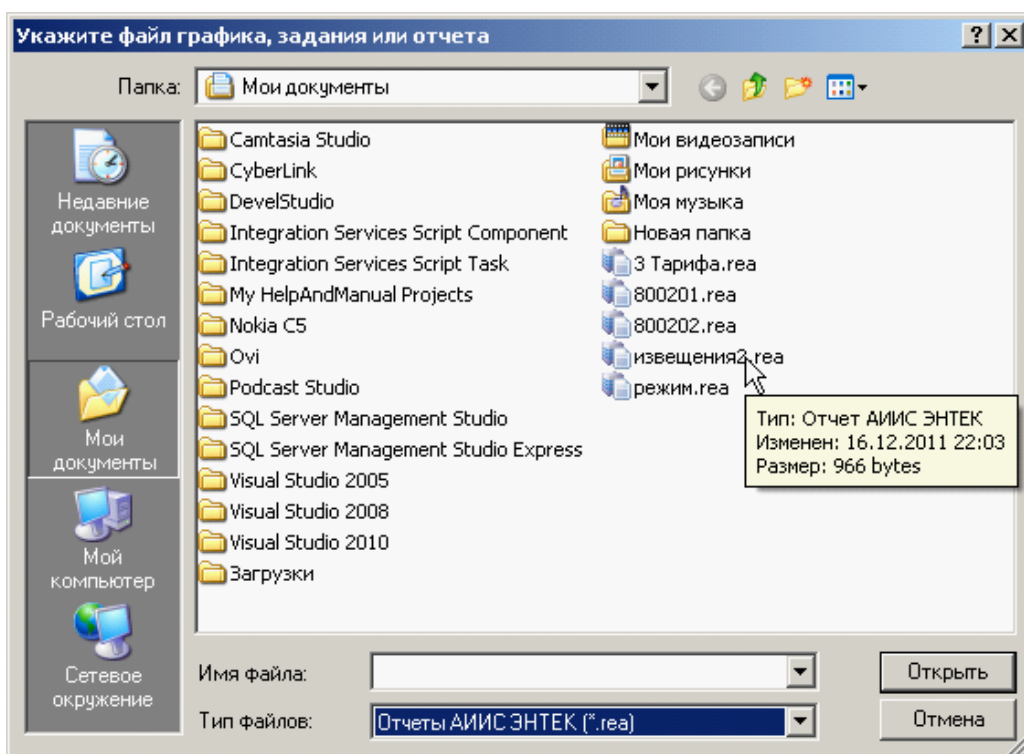 Укажите файл графика, задания или отчета
Папка:
Мои документы
Недавние
документы
Рабочий стол
Мои
документы
Мой
компьютер
Сетевое
окружение
Camtasia Studio
CyberLink
DevelStudio
Integration Services Script Component
Integration Services Script Task
My HelpAndManual Projects
Nokia C5
Ovi
Podcast Studio
SQL Server Management Studio
SQL Server Management Studio Express
Visual Studio 2005
Visual Studio 2008
Visual Studio 2010
Загрузки
Мои видеозаписи
Мои рисунки
Моя музыка
Новая папка
3 Тарифа.rea
800201.rea
800202.rea
извещения2.rea
режим.rea
Тип: Отчет АИИС ЭНТЕК
Изменен: 16.12.2011 22:03
Размер: 966 bytes
Имя файла:
Открыть
Тип файлов:
Отчеты АИИС ЭНТЕК (*.rea)
Отмена